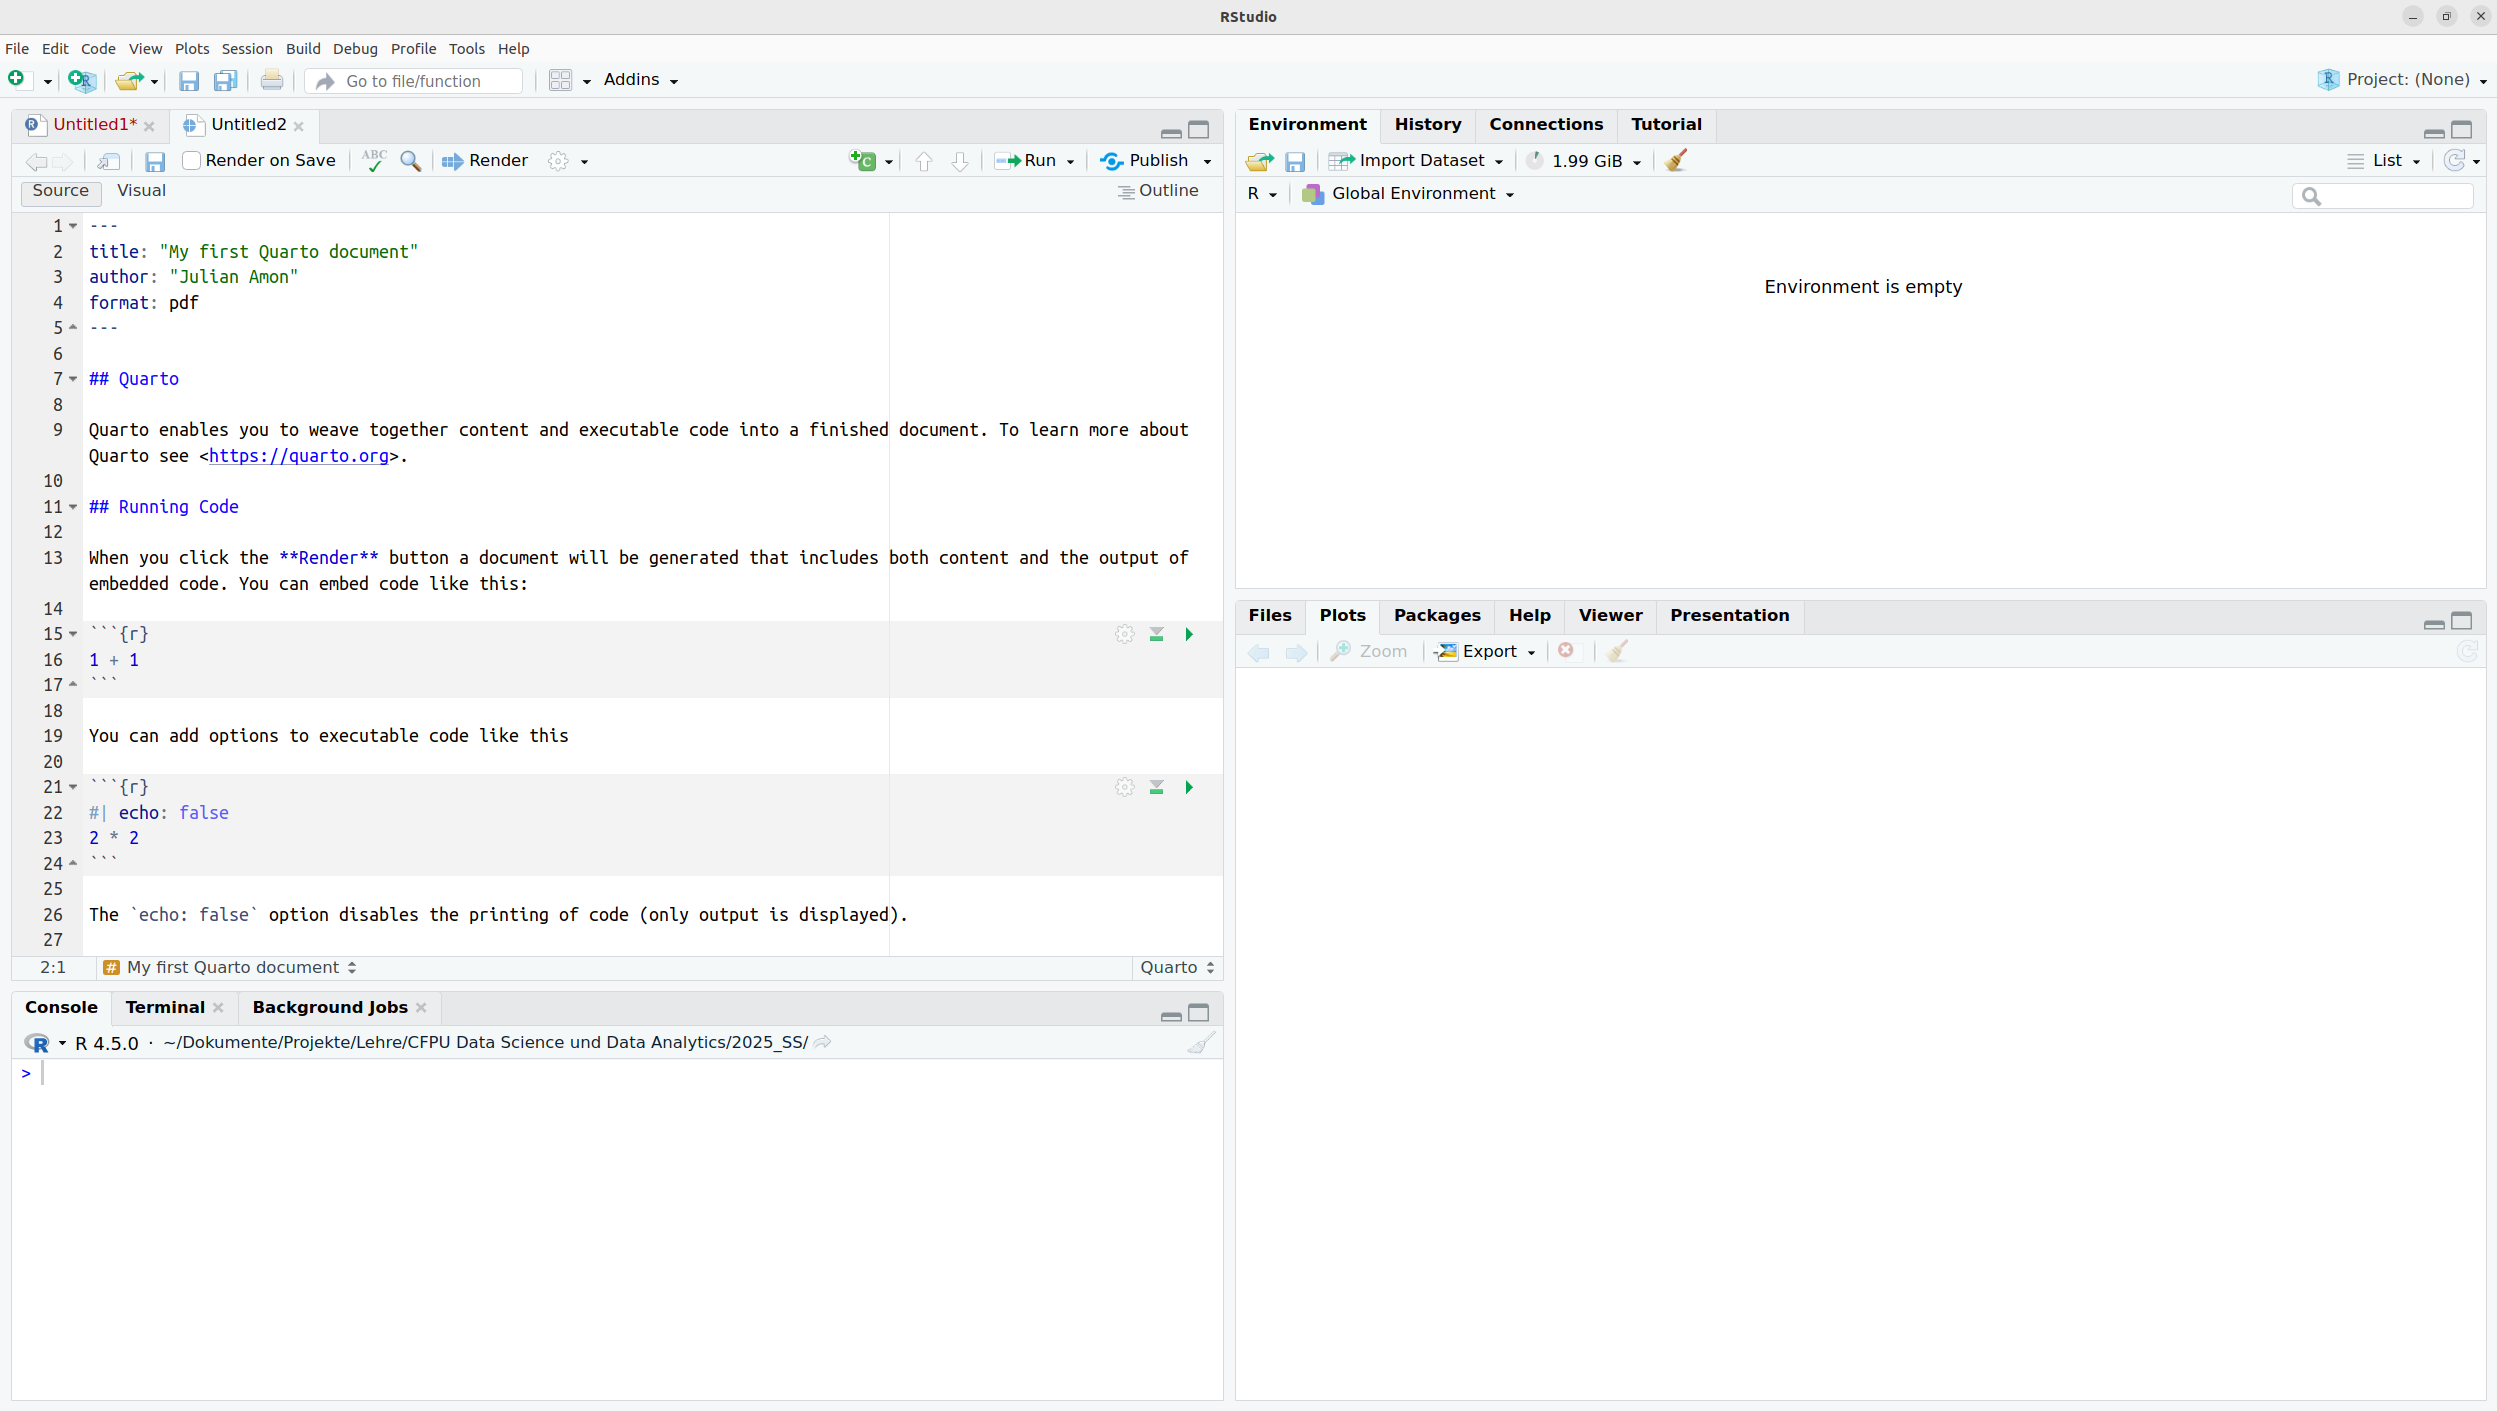 RStudio
File Edit Code View Plots Session Build Debug Profile Tools Help
Go to file/function Addins Project: (None)
Untitled1* Untitled2
Render on Save ABC Render Run Publish
Source Visual Outline
1 ---
2 title: "My first Quarto document"
3 author: "Julian Amon"
4 format: pdf
5 ---
6
7 ## Quarto
8
9 Quarto enables you to weave together content and executable code into a finished document. To learn more about
Quarto see <https://quarto.org>.
10
11 ## Running Code
12
13 When you click the **Render** button a document will be generated that includes both content and the output of
embedded code. You can embed code like this:
14
15 ```{r}
16 1 + 1
17 ```
18
19 You can add options to executable code like this
20
21 ```{r}
22 #| echo: false
23 2 * 2
24 ```
25
26 The `echo: false` option disables the printing of code (only output is displayed).
27
2:1 # My first Quarto document Quarto
Console Terminal Background Jobs
R 4.5.0 · ~/Dokumente/Projekte/Lehre/CFPU Data Science und Data Analytics/2025_SS/
>
Environment History Connections Tutorial
Import Dataset 1.99 GiB List
R Global Environment
Environment is empty
Files Plots Packages Help Viewer Presentation
Zoom Export